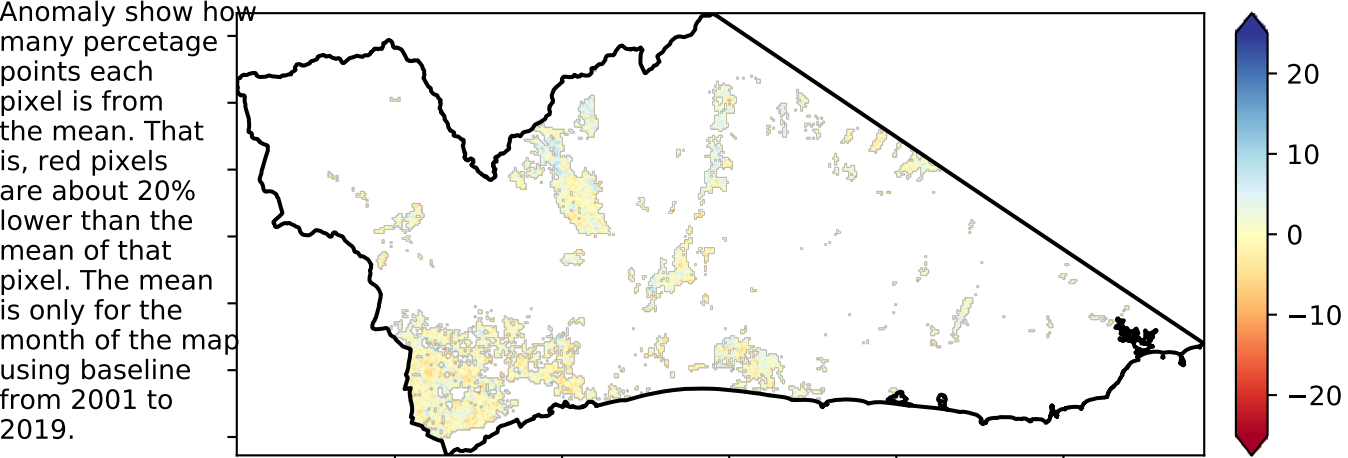 Anomaly show how
many percetage
points each
pixel is from
the mean. That
is, red pixels
are about 20%
lower than the
mean of that
pixel. The mean
is only for the
month of the map
using baseline
from 2001 to
2019.
20
10
0
−10
−20